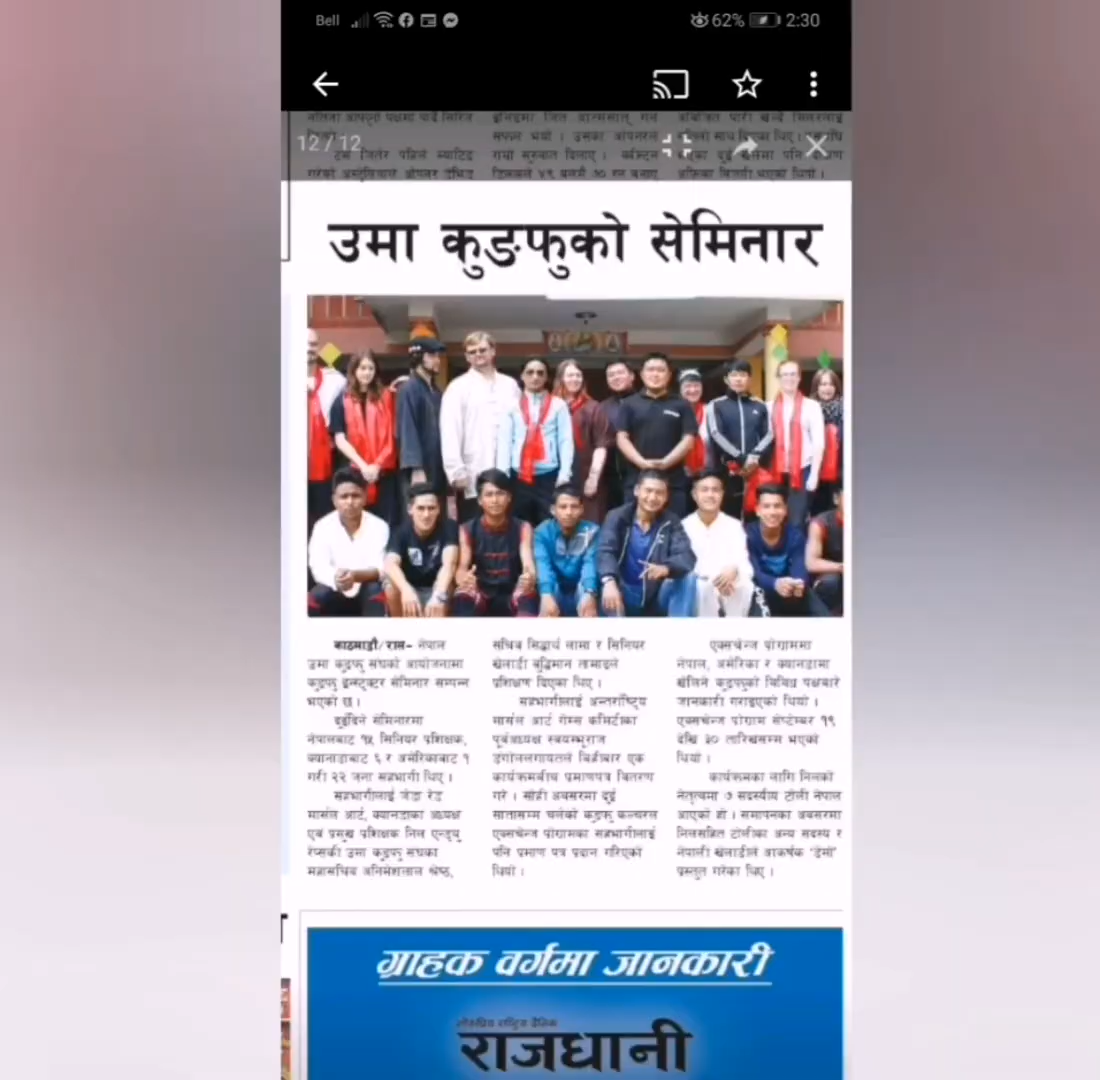 Bell
62% 2:30
12 / 12
उमा कुङफुको सेमिनार
काठमाडौं/रास– नेपाल
उमा कुङफु संघको आयोजनामा
कुङफु इन्स्ट्रक्टर सेमिनार सम्पन्न
भएको छ ।
दुईदिने सेमिनारमा
नेपालबाट १५ सिनियर प्रशिक्षक,
क्यानाडाबाट ६ र अमेरिकाबाट १
गरी २२ जना सहभागी थिए ।
सहभागीलाई जेडा रेड
मार्सल आर्ट, क्यानडाका अध्यक्ष
एवं प्रमुख प्रशिक्षक निल एन्ड्र्यु
रेप्सकी उमा कुङफु संघका
महासचिव अनिमेशलाल श्रेष्ठ,
सचिव सिद्धार्थ लामा र सिनियर
खेलाडी बुद्धिमान तामाङले
प्रशिक्षण दिएका थिए ।
सहभागीलाई अन्तर्राष्ट्रिय
मार्सल आर्ट गेम्स कमिटीका
पूर्वअध्यक्ष स्वयम्भूराज
डंगोललगायतले बिहीबार एक
कार्यक्रमबीच प्रमाणपत्र वितरण
गरे । सोही अवसरमा दुई
सातासम्म चलेको कुङफु कल्चरल
एक्सचेन्ज प्रोग्रामका सहभागीलाई
पनि प्रमाण पत्र प्रदान गरिएको
थियो ।
एक्सचेन्ज प्रोग्राममा
नेपाल, अमेरिका र क्यानडामा
खेलिने कुङफुको विविध पक्षबारे
जानकारी गराइएको थियो ।
एक्सचेन्ज प्रोग्राम सेप्टेम्बर १९
देखि ३० तारिखसम्म भएको
थियो ।
कार्यक्रमका लागि निलको
नेतृत्वमा ७ सदस्यीय टोली नेपाल
आएको हो । समापनका अवसरमा
निलसहित टोलीका अन्य सदस्य र
नेपाली खेलाडीले आकर्षक ‘डेमो’
प्रस्तुत गरेका थिए ।
ग्राहक वर्गमा जानकारी
लोकप्रिय राष्ट्रिय दैनिक
राजधानी